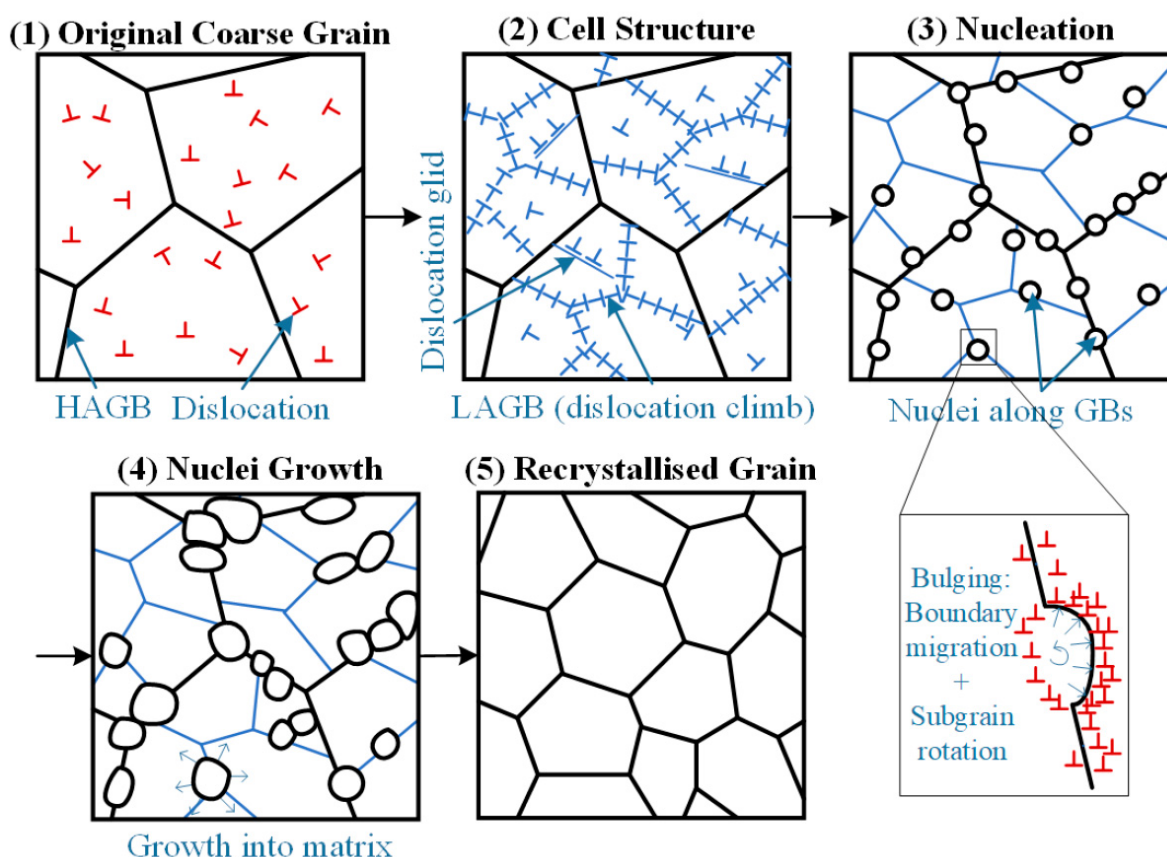 (1) Original Coarse Grain
(2) Cell Structure
(3) Nucleation
HAGB
Dislocation
Dislocation glid
LAGB (dislocation climb)
Nuclei along GBs
(4) Nuclei Growth
(5) Recrystallised Grain
Growth into matrix
Bulging:
Boundary
migration
+
Subgrain
rotation